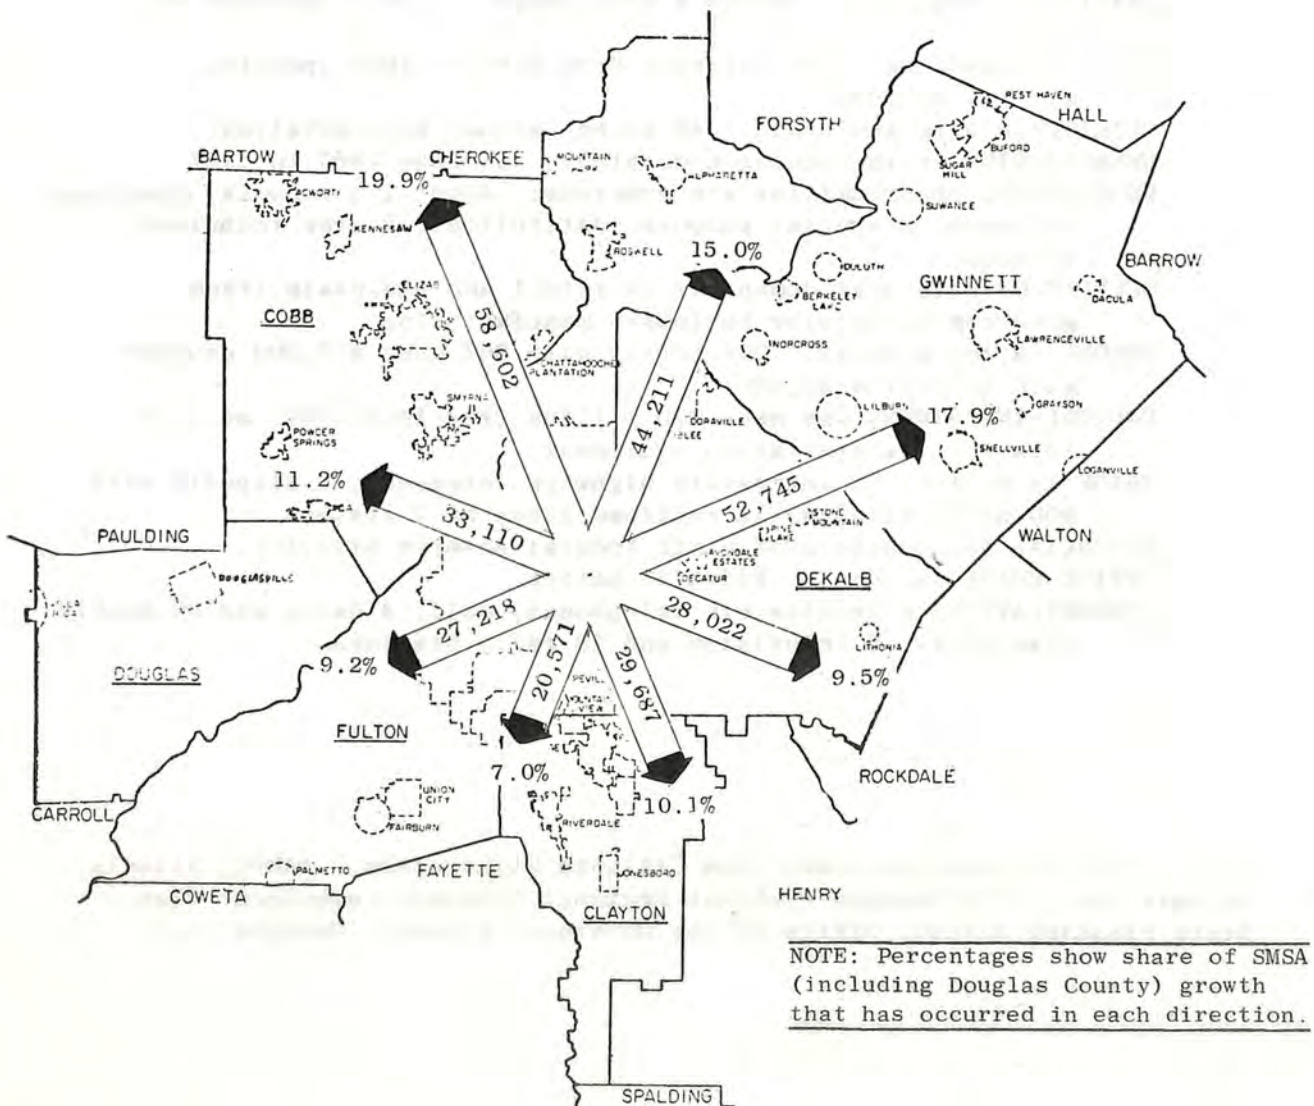 REST HAVEN
HALL
FORSYTH
BUFORD
SUGAR
HILL
BARTOW
CHEROKEE
MOUNTAIN
ALPHARETTA
19.9%
SUWANEE
KENNESAW
ROSWELL
15.0%
DULUTH
BARROW
GWINNETT
BERKELEY
LAKE
DACULA
COBB
58,602
NORCROSS
LAWRENCEVILLE
CHATTAHOOCHEE
PLANTATION
44,211
SMYRNA
DORAVILLE
LILBURN
GRAYSON
17.9%
POWDER
SPRINGS
SNELLVILLE
11.2%
LOGANVILLE
52,745
33,110
STONE
MOUNTAIN
PINE
LAKE
WALTON
PAULDING
AVONDALE
ESTATES
DECATUR
DEKALB
DOUGLASVILLE
27,218
28,022
LITHONIA
9.2%
20,571
29,687
9.5%
DOUGLAS
MOUNTAIN
VIEW
FULTON
7.0%
ROCKDALE
10.1%
UNION
CITY
CARROLL
FAIRBURN
RIVERDALE
PALMETTO
FAYETTE
JONESBORO
COWETA
HENRY
CLAYTON
NOTE: Percentages show share of SMSA
(including Douglas County) growth
that has occurred in each direction.
SPALDING